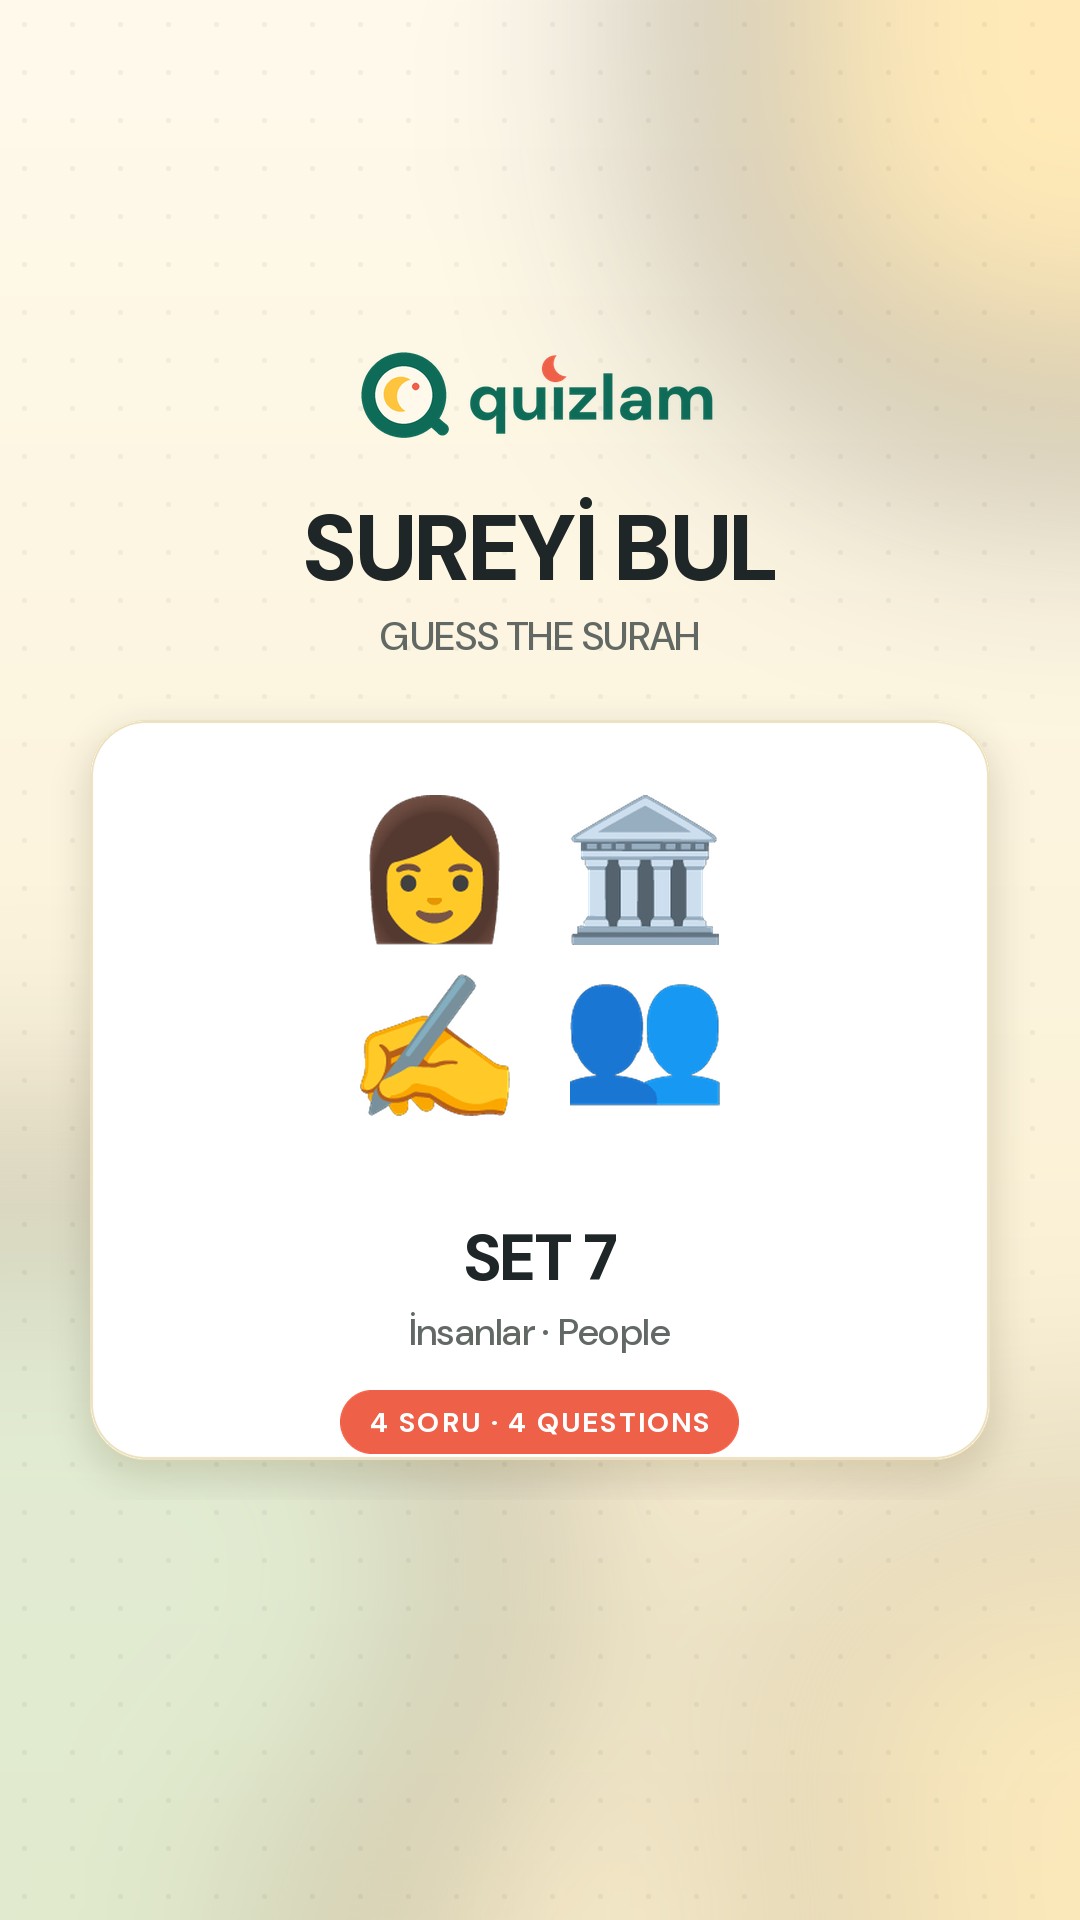 quizlam
SUREYİ BUL
GUESS THE SURAH
SET 7
İnsanlar · People
4 SORU · 4 QUESTIONS